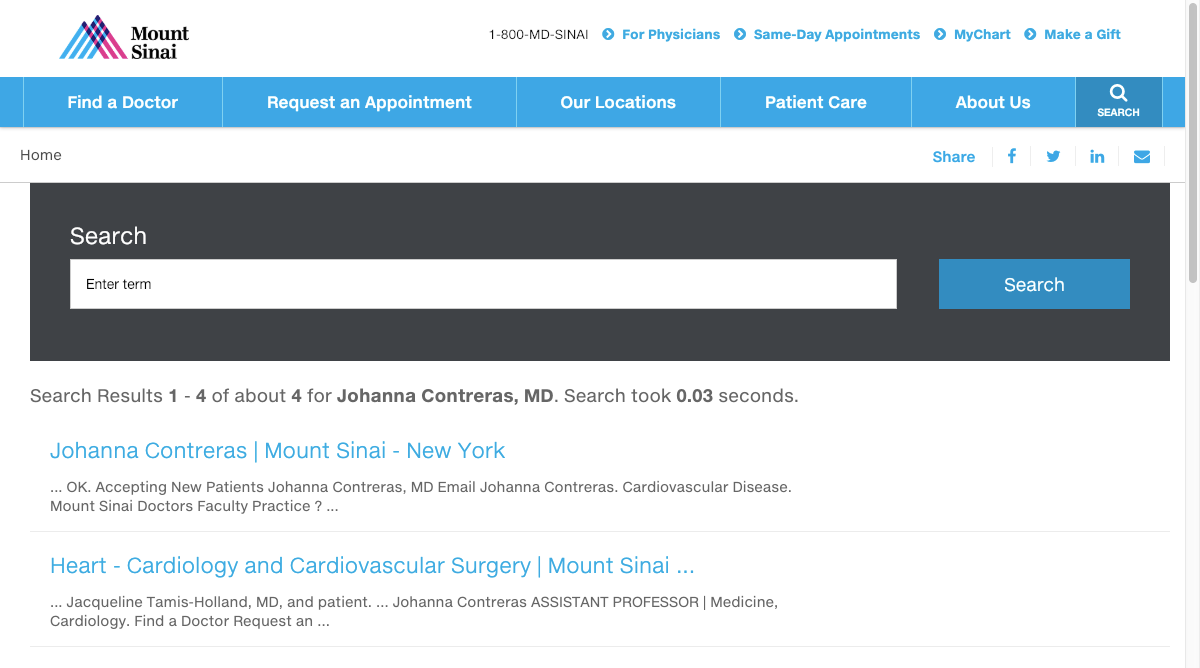 Mount
Sinai
1-800-MD-SINAI For Physicians Same-Day Appointments MyChart Make a Gift
Find a Doctor Request an Appointment Our Locations Patient Care About Us SEARCH
Home Share
Search
Enter term Search
Search Results 1 - 4 of about 4 for Johanna Contreras, MD. Search took 0.03 seconds.
Johanna Contreras | Mount Sinai - New York
... OK. Accepting New Patients Johanna Contreras, MD Email Johanna Contreras. Cardiovascular Disease.
Mount Sinai Doctors Faculty Practice ? ...
Heart - Cardiology and Cardiovascular Surgery | Mount Sinai ...
... Jacqueline Tamis-Holland, MD, and patient. ... Johanna Contreras ASSISTANT PROFESSOR | Medicine,
Cardiology. Find a Doctor Request an ...